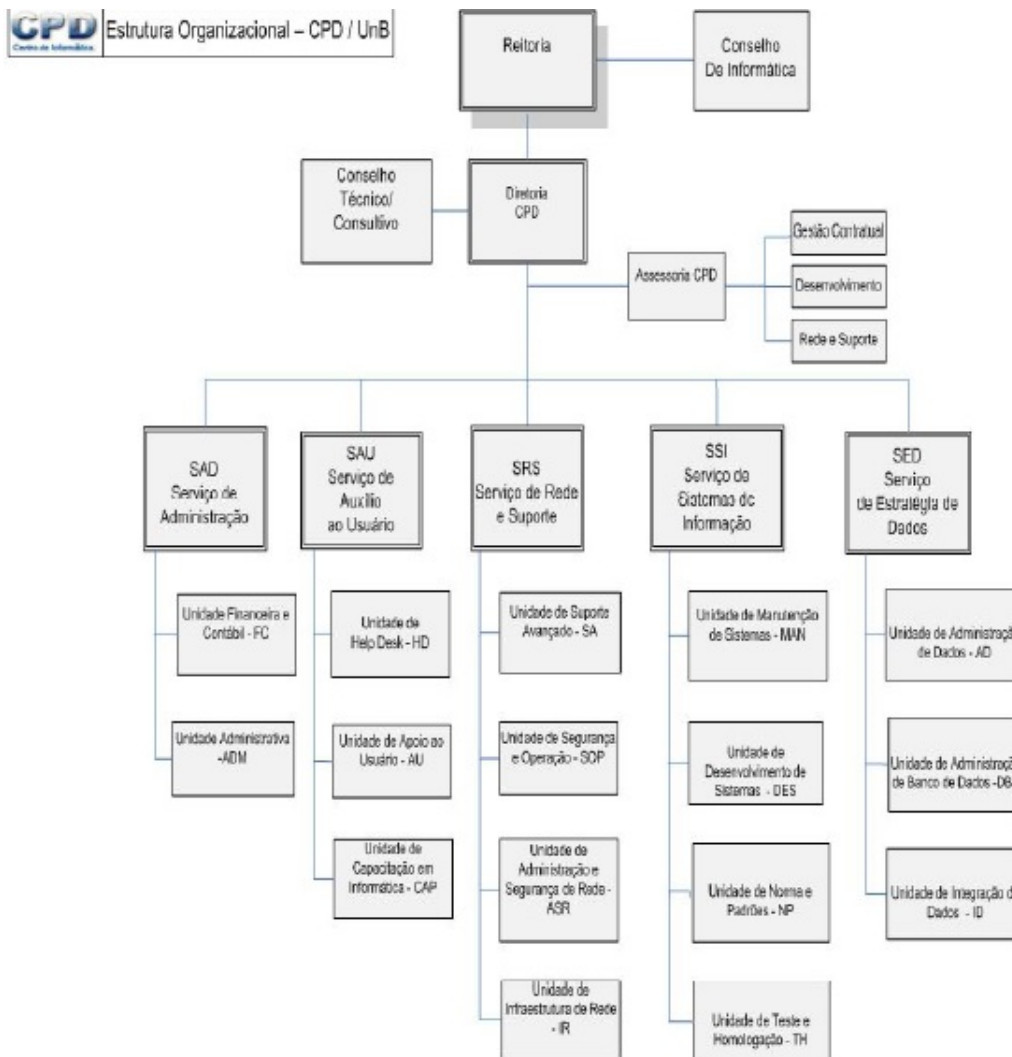 CPD
Centro de Informática
Estrutura Organizacional – CPD / UnB
Reitoria
Conselho
De Informática
Conselho
Técnico/
Consultivo
Diretoria
CPD
Assessoria CPD
Gestão Contratual
Desenvolvimento
Rede e Suporte
SAD
Serviço de
Administração
SAU
Serviço de
Auxílio
ao Usuário
SRS
Serviço de Rede
e Suporte
SSI
Serviço de
Sistemas de
Informação
SED
Serviço
de Estratégia de
Dados
Unidade Financeira e
Contábil - FC
Unidade Administrativa
-ADM
Unidade de
Help Desk - HD
Unidade de Apoio ao
Usuário - AU
Unidade de
Capacitação em
Informática - CAP
Unidade de Suporte
Avançado - SA
Unidade de Segurança
e Operação - SOP
Unidade de
Administração e
Segurança de Rede -
ASR
Unidade de
Infraestrutura de Rede
- IR
Unidade de Manutenção
de Sistemas - MAN
Unidade de
Desenvolvimento de
Sistemas - DES
Unidade de Norma e
Padrões - NP
Unidade de Teste e
Homologação - TH
Unidade de Administraçã
de Dados - AD
Unidade de Administraçã
de Banco de Dados -DB
Unidade de Integração d
Dados - ID